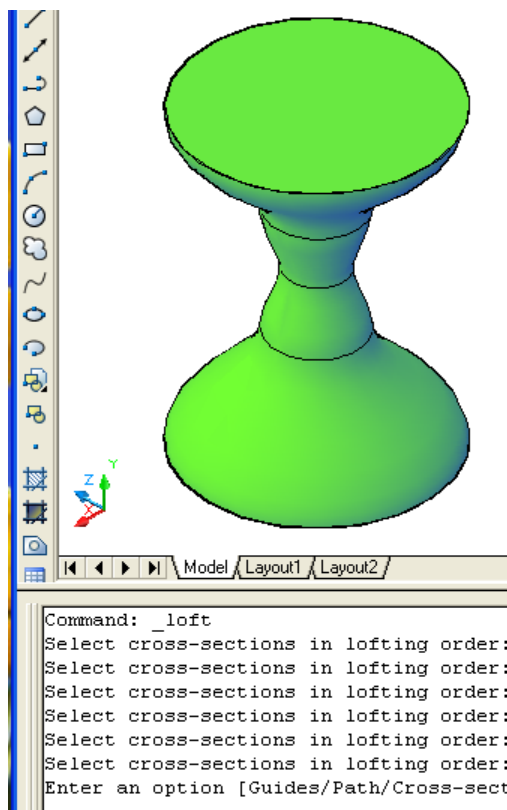 Z
Y
X
Model Layout1 Layout2
Command: _loft
Select cross-sections in lofting order:
Select cross-sections in lofting order:
Select cross-sections in lofting order:
Select cross-sections in lofting order:
Select cross-sections in lofting order:
Select cross-sections in lofting order:
Enter an option [Guides/Path/Cross-sect